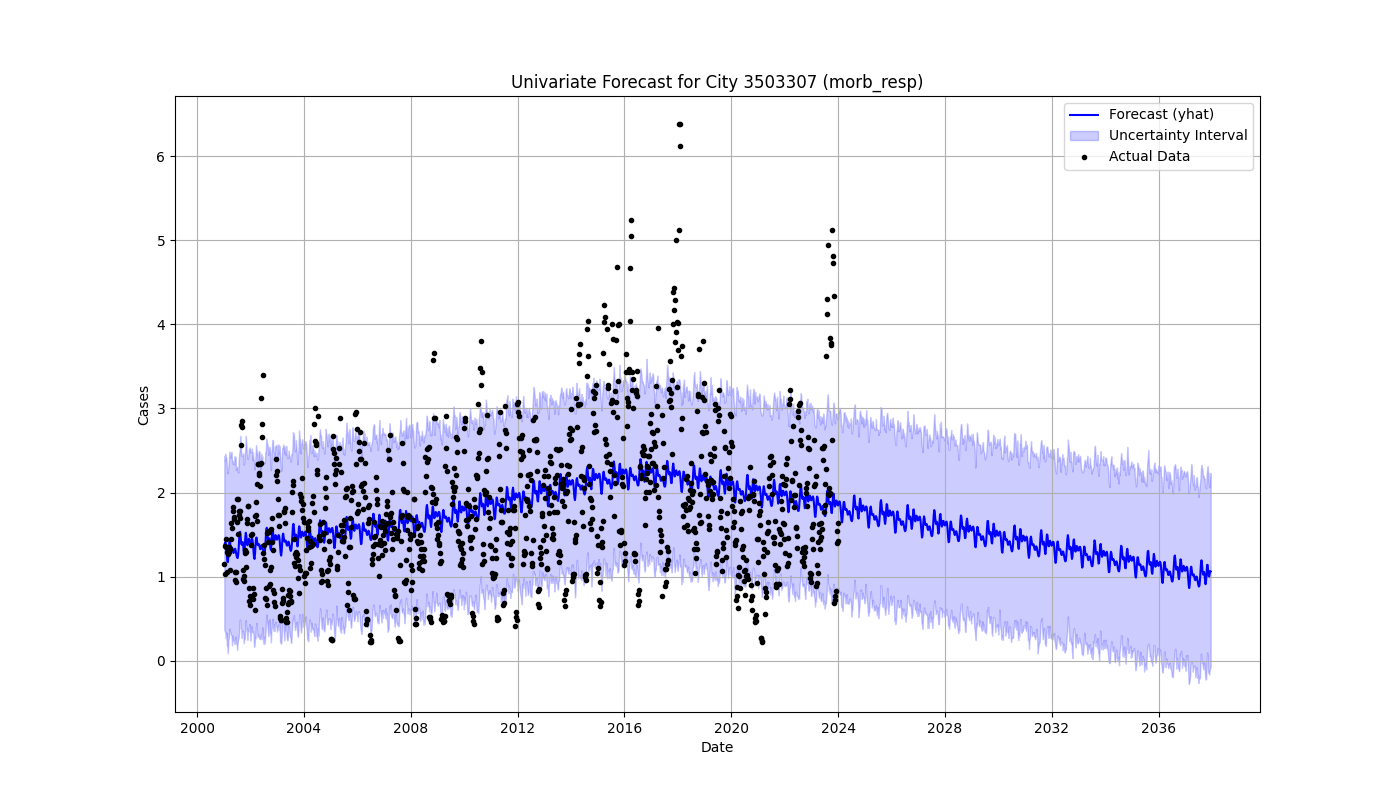 Univariate Forecast for City 3503307 (morb_resp)
Forecast (yhat)
Uncertainty Interval
Actual Data
Cases
6
5
4
3
2
1
0
2000 2004 2008 2012 2016 2020 2024 2028 2032 2036
Date